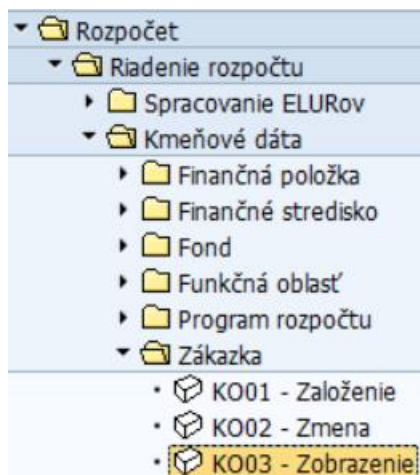 Rozpočet
Riadenie rozpočtu
Spracovanie ELURov
Kmeňové dáta
Finančná položka
Finančné stredisko
Fond
Funkčná oblasť
Program rozpočtu
Zákazka
KO01 - Založenie
KO02 - Zmena
KO03 - Zobrazenie